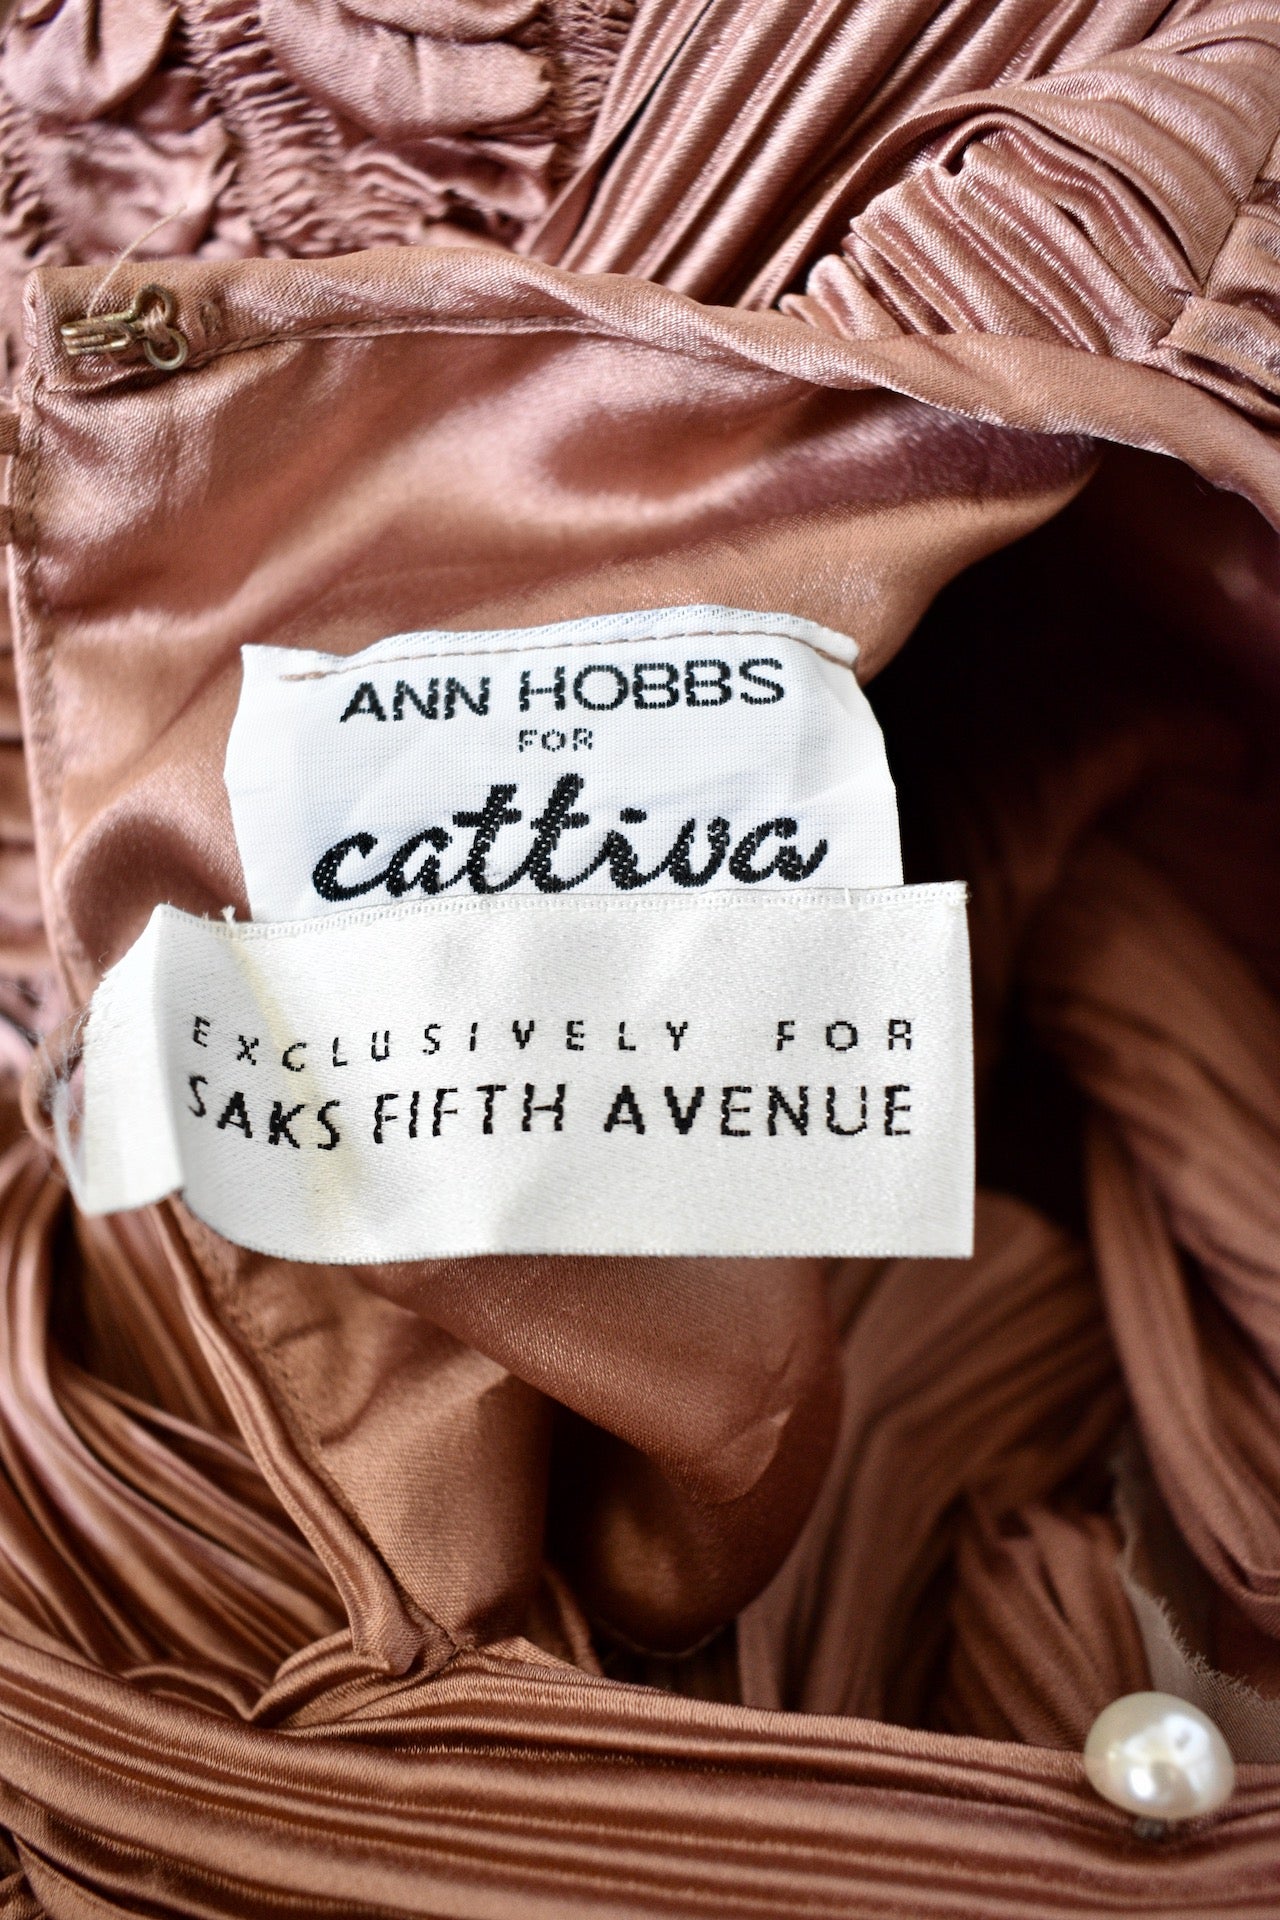 ANN HOBBS
FOR
cattiva
EXCLUSIVELY FOR
SAKS FIFTH AVENUE